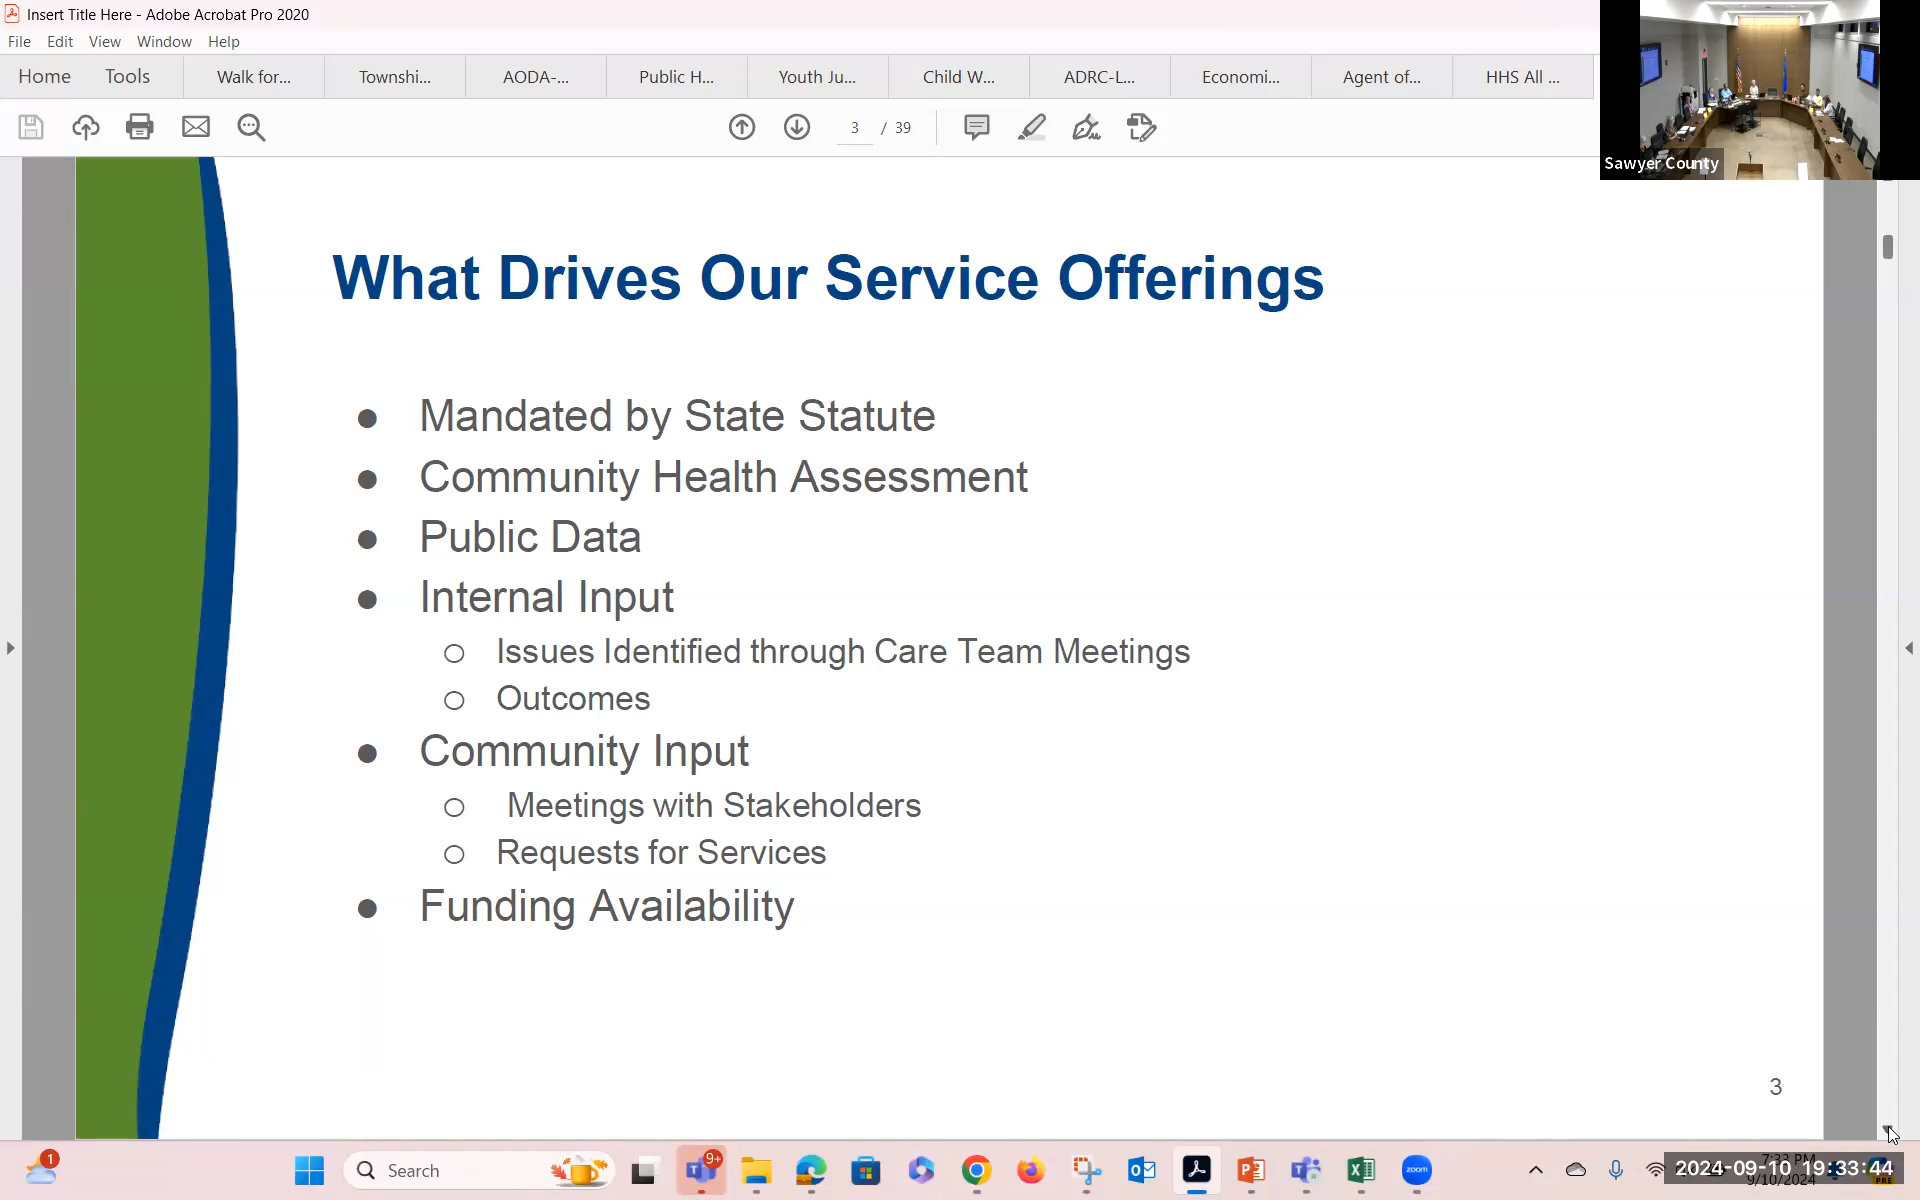 Insert Title Here - Adobe Acrobat Pro 2020
File Edit View Window Help
Home Tools Walk for... Townshi... AODA-... Public H... Youth Ju... Child W... ADRC-L... Economi... Agent of... HHS All ...
3 / 39
Sawyer County
What Drives Our Service Offerings
● Mandated by State Statute
● Community Health Assessment
● Public Data
● Internal Input
○ Issues Identified through Care Team Meetings
○ Outcomes
● Community Input
○ Meetings with Stakeholders
○ Requests for Services
● Funding Availability
3
1
Search
9+
zoom
7:33 PM
2024-09-10 19:33:44
9/10/2024
PRE